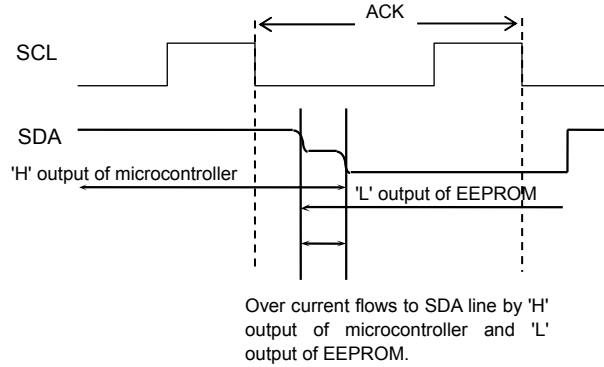 ACK
SCL
SDA
'H' output of microcontroller
'L' output of EEPROM
Over current flows to SDA line by 'H'
output of microcontroller and 'L'
output of EEPROM.